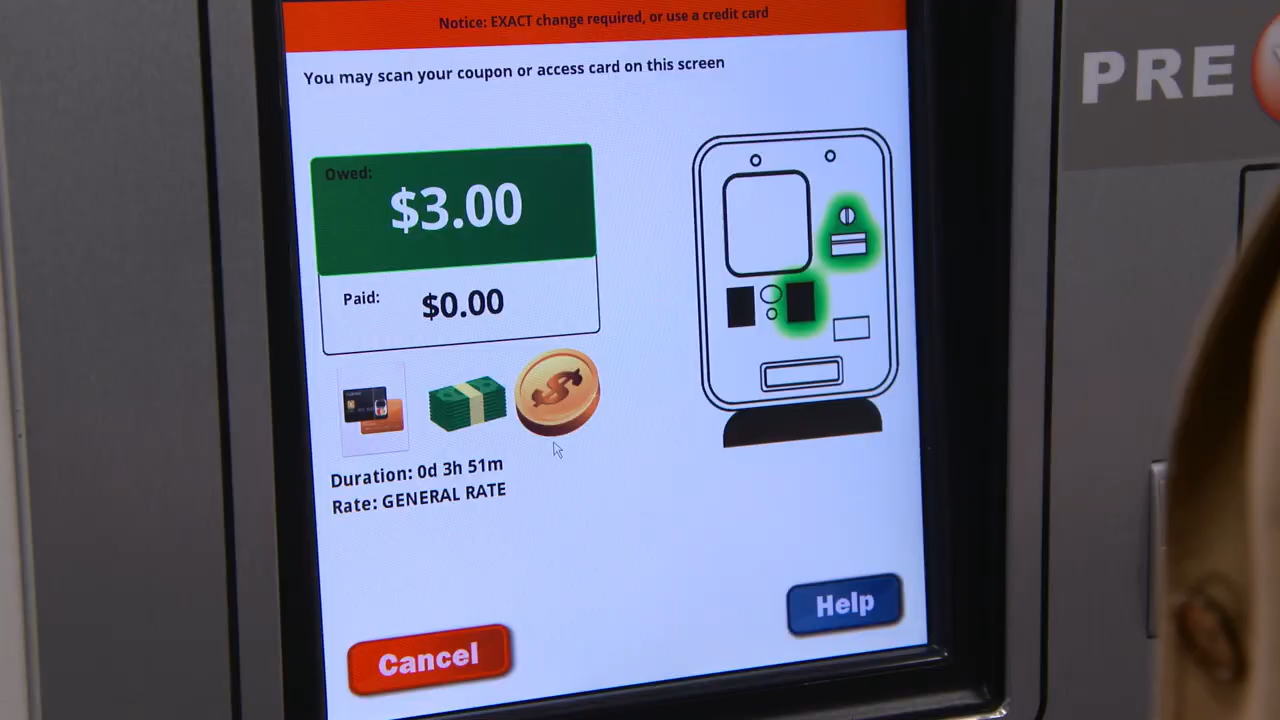 Notice: EXACT change required, or use a credit card
You may scan your coupon or access card on this screen
PRE
Owed:
$3.00
Paid: $0.00
Duration: 0d 3h 51m
Rate: GENERAL RATE
Help
Cancel